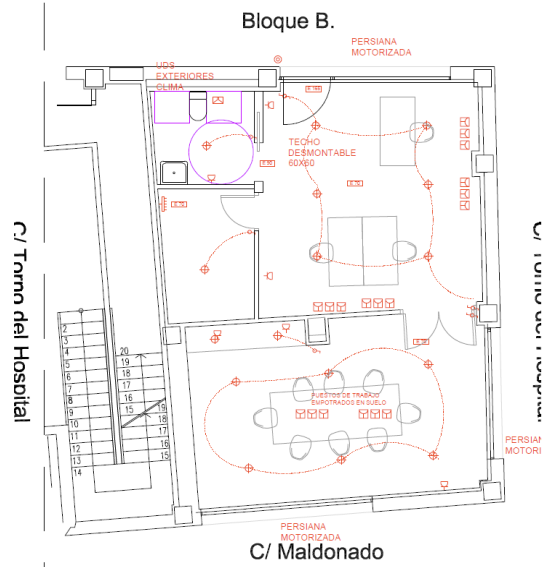 Bloque B.
PERSIANA
MOTORIZADA
UDS
EXTERIORES
CLIMA
TECHO
DESMONTABLE
60X60
C/ Torno del Hospital
C/ Torno del Hospital
2
3
4
5
6
7
8
9
10
11
12
13
14
20
19
18
17
16
15
19
18
17
16
15
PUESTOS DE TRABAJO
EMPOTRADOS EN SUELO
PERSIAN
MOTORI
PERSIANA
MOTORIZADA
C/ Maldonado